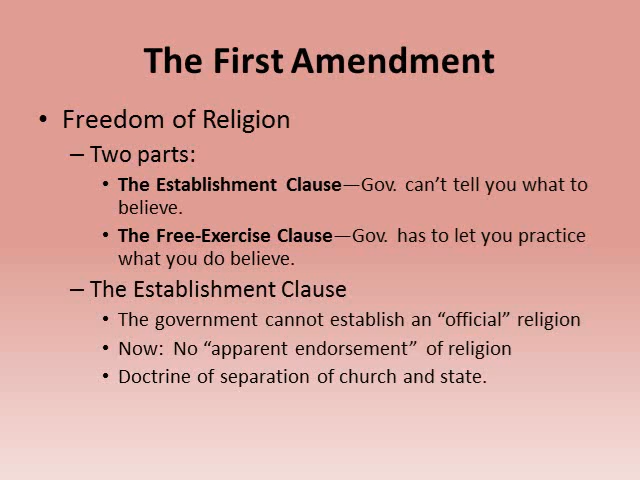 The First Amendment
• Freedom of Religion
– Two parts:
• The Establishment Clause—Gov. can’t tell you what to
believe.
• The Free-Exercise Clause—Gov. has to let you practice
what you do believe.
– The Establishment Clause
• The government cannot establish an “official” religion
• Now: No “apparent endorsement” of religion
• Doctrine of separation of church and state.